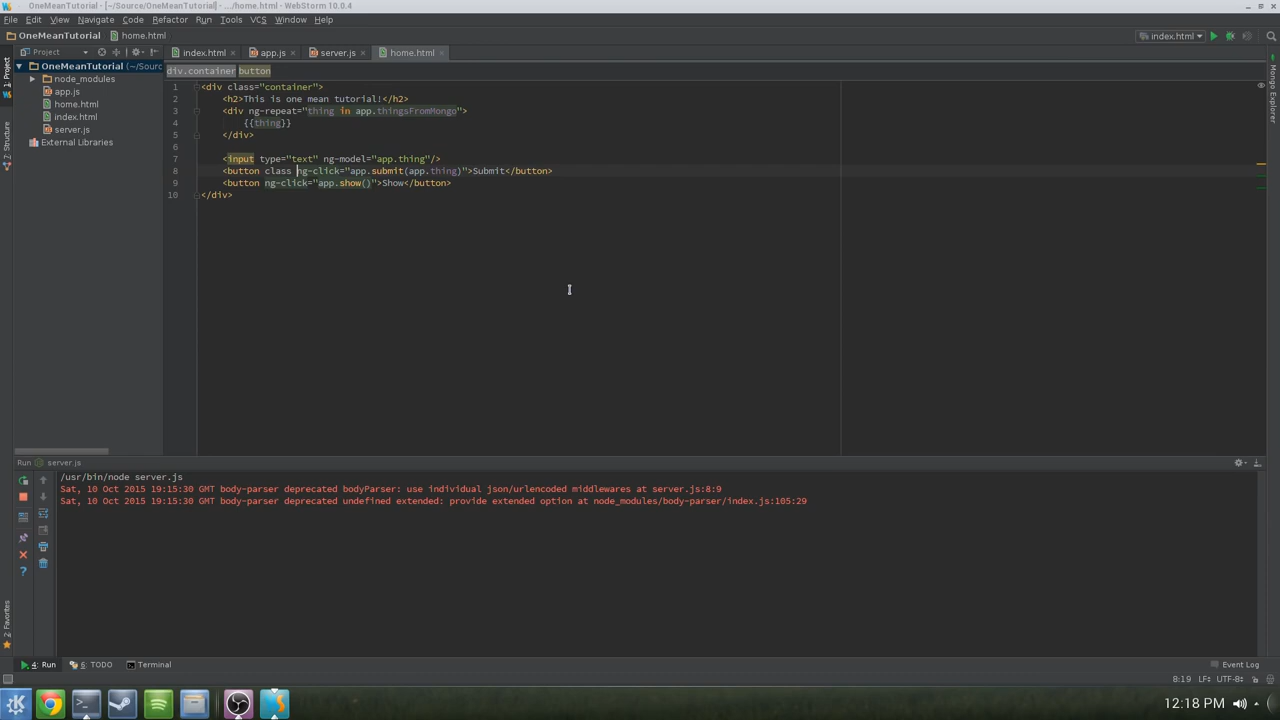 OneMeanTutorial - [~/Source/OneMeanTutorial] - .../home.html - WebStorm 10.0.4
File Edit View Navigate Code Refactor Run Tools VCS Window Help
OneMeanTutorial home.html index.html
Project index.html app.js server.js home.html
OneMeanTutorial (~/Sourc
node_modules
app.js
home.html
index.html
server.js
External Libraries
1: Project
7: Structure
2: Favorites
Mongo Explorer
div.container button
1 <div class="container">
2 <h2>This is one mean tutorial!</h2>
3 <div ng-repeat="thing in app.thingsFromMongo">
4 {{thing}}
5 </div>
6
7 <input type="text" ng-model="app.thing"/>
8 <button class ng-click="app.submit(app.thing)">Submit</button>
9 <button ng-click="app.show()">Show</button>
10 </div>
Run server.js
/usr/bin/node server.js
Sat, 10 Oct 2015 19:15:30 GMT body-parser deprecated bodyParser: use individual json/urlencoded middlewares at server.js:8:9
Sat, 10 Oct 2015 19:15:30 GMT body-parser deprecated undefined extended: provide extended option at node_modules/body-parser/index.js:105:29
4: Run 6: TODO Terminal Event Log
8:19 LF÷ UTF-8÷
12:18 PM